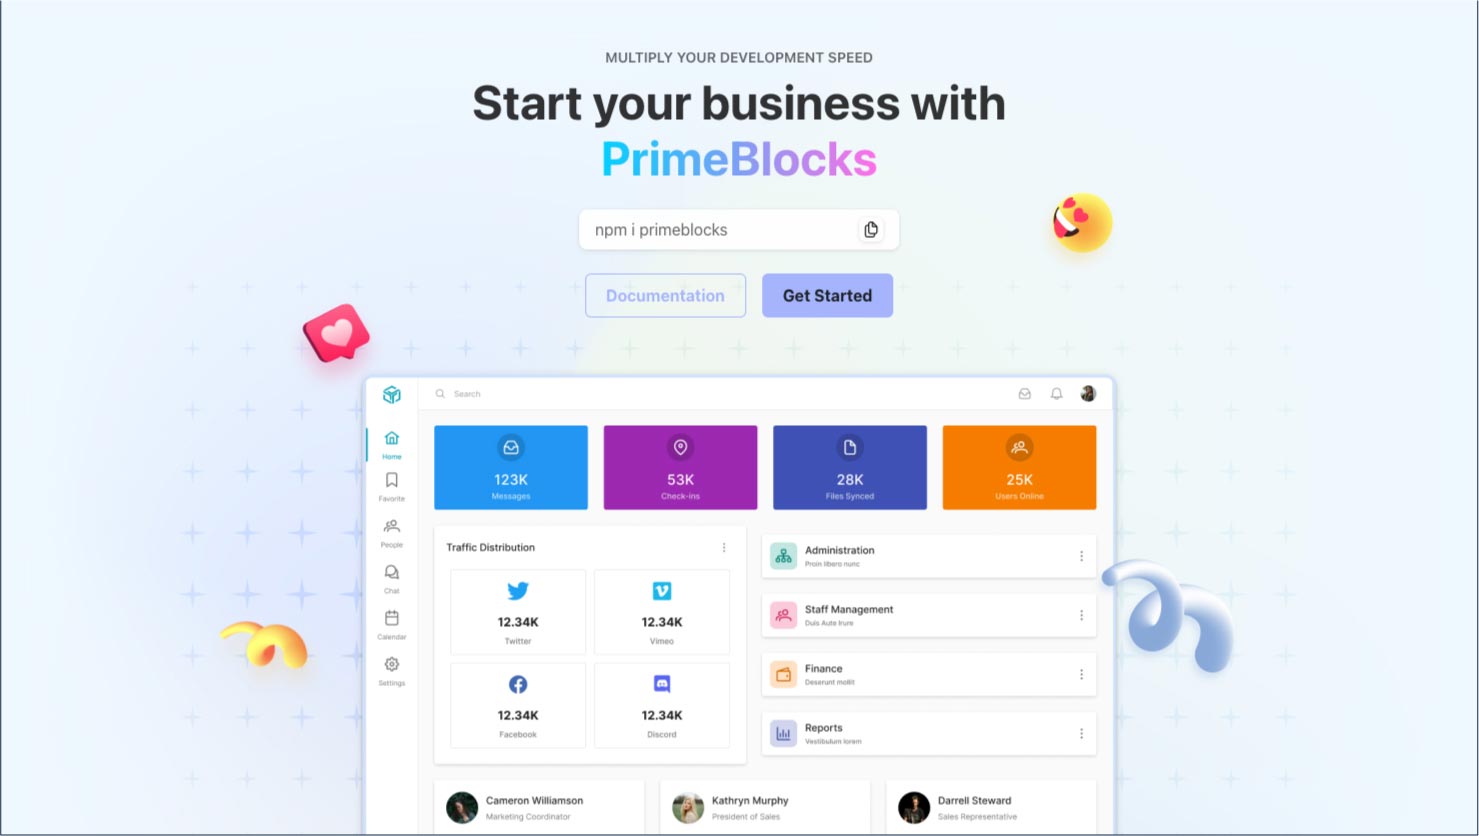 MULTIPLY YOUR DEVELOPMENT SPEED
Start your business with
PrimeBlocks
npm i primeblocks
Documentation
Get Started
Search
Home
Favorite
People
Chat
Calendar
Settings
123K
Messages
53K
Check-ins
28K
Files Synced
25K
Users Online
Traffic Distribution
12.34K
Twitter
12.34K
Vimeo
12.34K
Facebook
12.34K
Discord
Administration
Proin libero nunc
Staff Management
Duis Aute Irure
Finance
Deserunt mollit
Reports
Vestibulum lorem
Cameron Williamson
Marketing Coordinator
Kathryn Murphy
President of Sales
Darrell Steward
Sales Representative